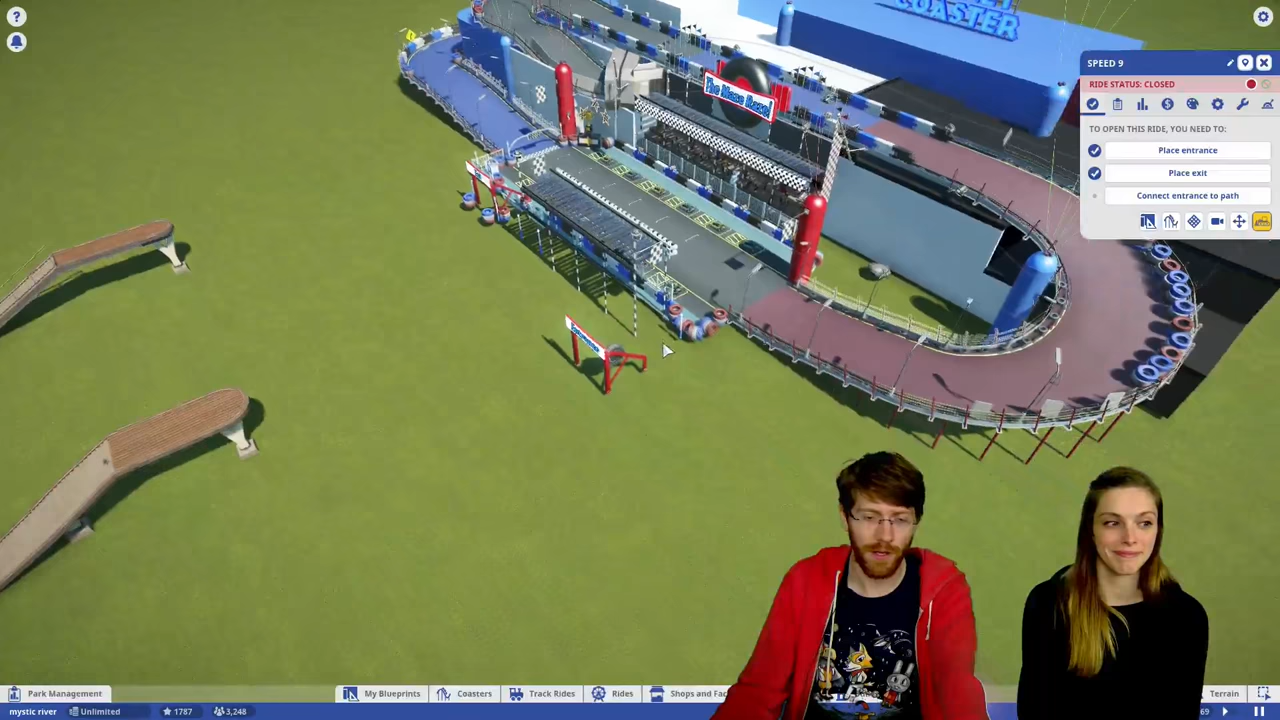 COASTER
The Maze Race!
SPEED 9
RIDE STATUS: CLOSED
TO OPEN THIS RIDE, YOU NEED TO:
Place entrance
Place exit
Connect entrance to path
Park Management
My Blueprints
Coasters
Track Rides
Rides
Shops and Fac
Terrain
mystic river
Unlimited
1787
3,248
69